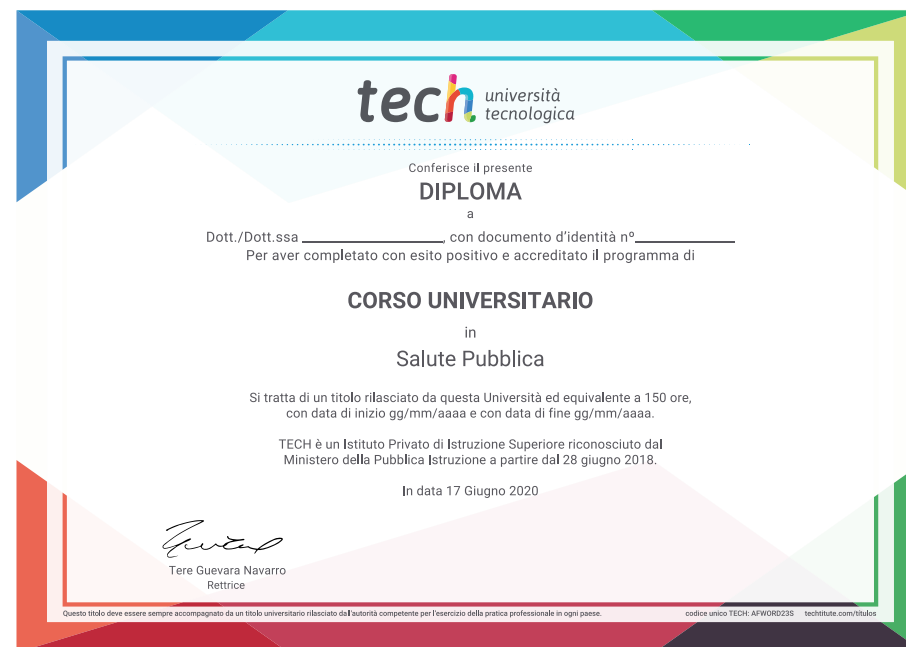 tech università
tecnologica
Conferisce il presente
DIPLOMA
a
Dott./Dott.ssa ____________________, con documento d'identità nº______________
Per aver completato con esito positivo e accreditato il programma di
CORSO UNIVERSITARIO
in
Salute Pubblica
Si tratta di un titolo rilasciato da questa Università ed equivalente a 150 ore,
con data di inizio gg/mm/aaaa e con data di fine gg/mm/aaaa.
TECH è un Istituto Privato di Istruzione Superiore riconosciuto dal
Ministero della Pubblica Istruzione a partire dal 28 giugno 2018.
In data 17 Giugno 2020
Tere Guevara Navarro
Rettrice
Questo titolo deve essere sempre accompagnato da un titolo universitario rilasciato dall'autorità competente per l'esercizio della pratica professionale in ogni paese. codice unico TECH: AFWORD23S techtitute.com/títulos